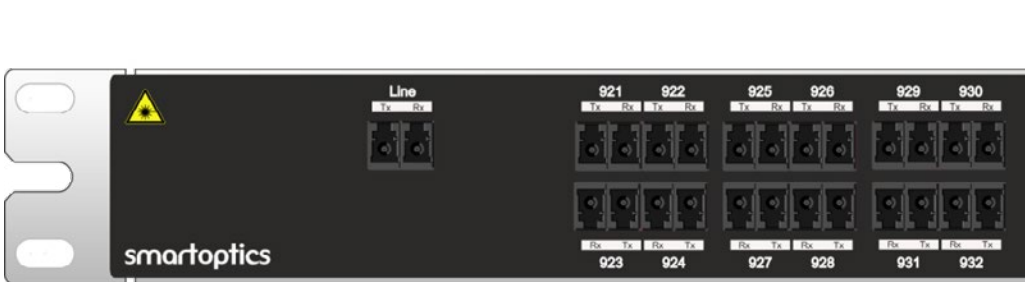 Line
Tx Rx
921 922 925 926 929 930
Tx Rx Tx Rx Tx Rx Tx Rx Tx Rx Tx Rx
Rx Tx Rx Tx Rx Tx Rx Tx Rx Tx Rx Tx
923 924 927 928 931 932
smartoptics